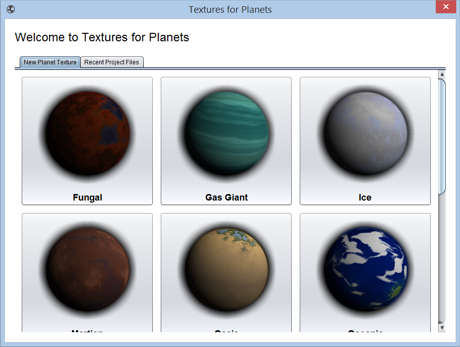 Textures for Planets
Welcome to Textures for Planets
New Planet Texture
Recent Project Files
Fungal
Gas Giant
Ice